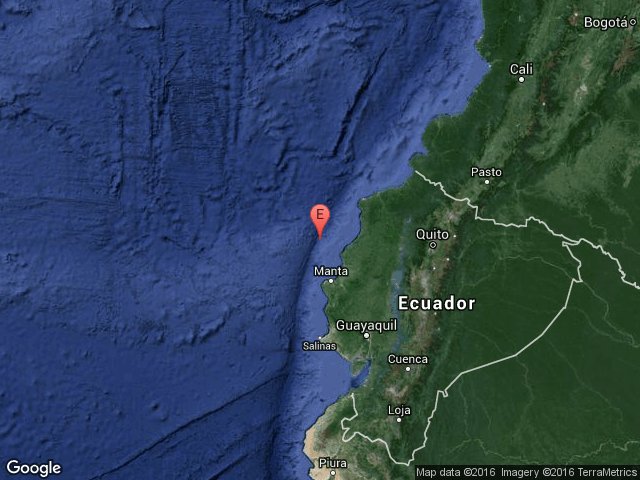 Bogotá
Cali
Pasto
E
Quito
Manta
Ecuador
Guayaquil
Salinas
Cuenca
Loja
Piura
Google
Map data ©2016 Imagery ©2016 TerraMetrics